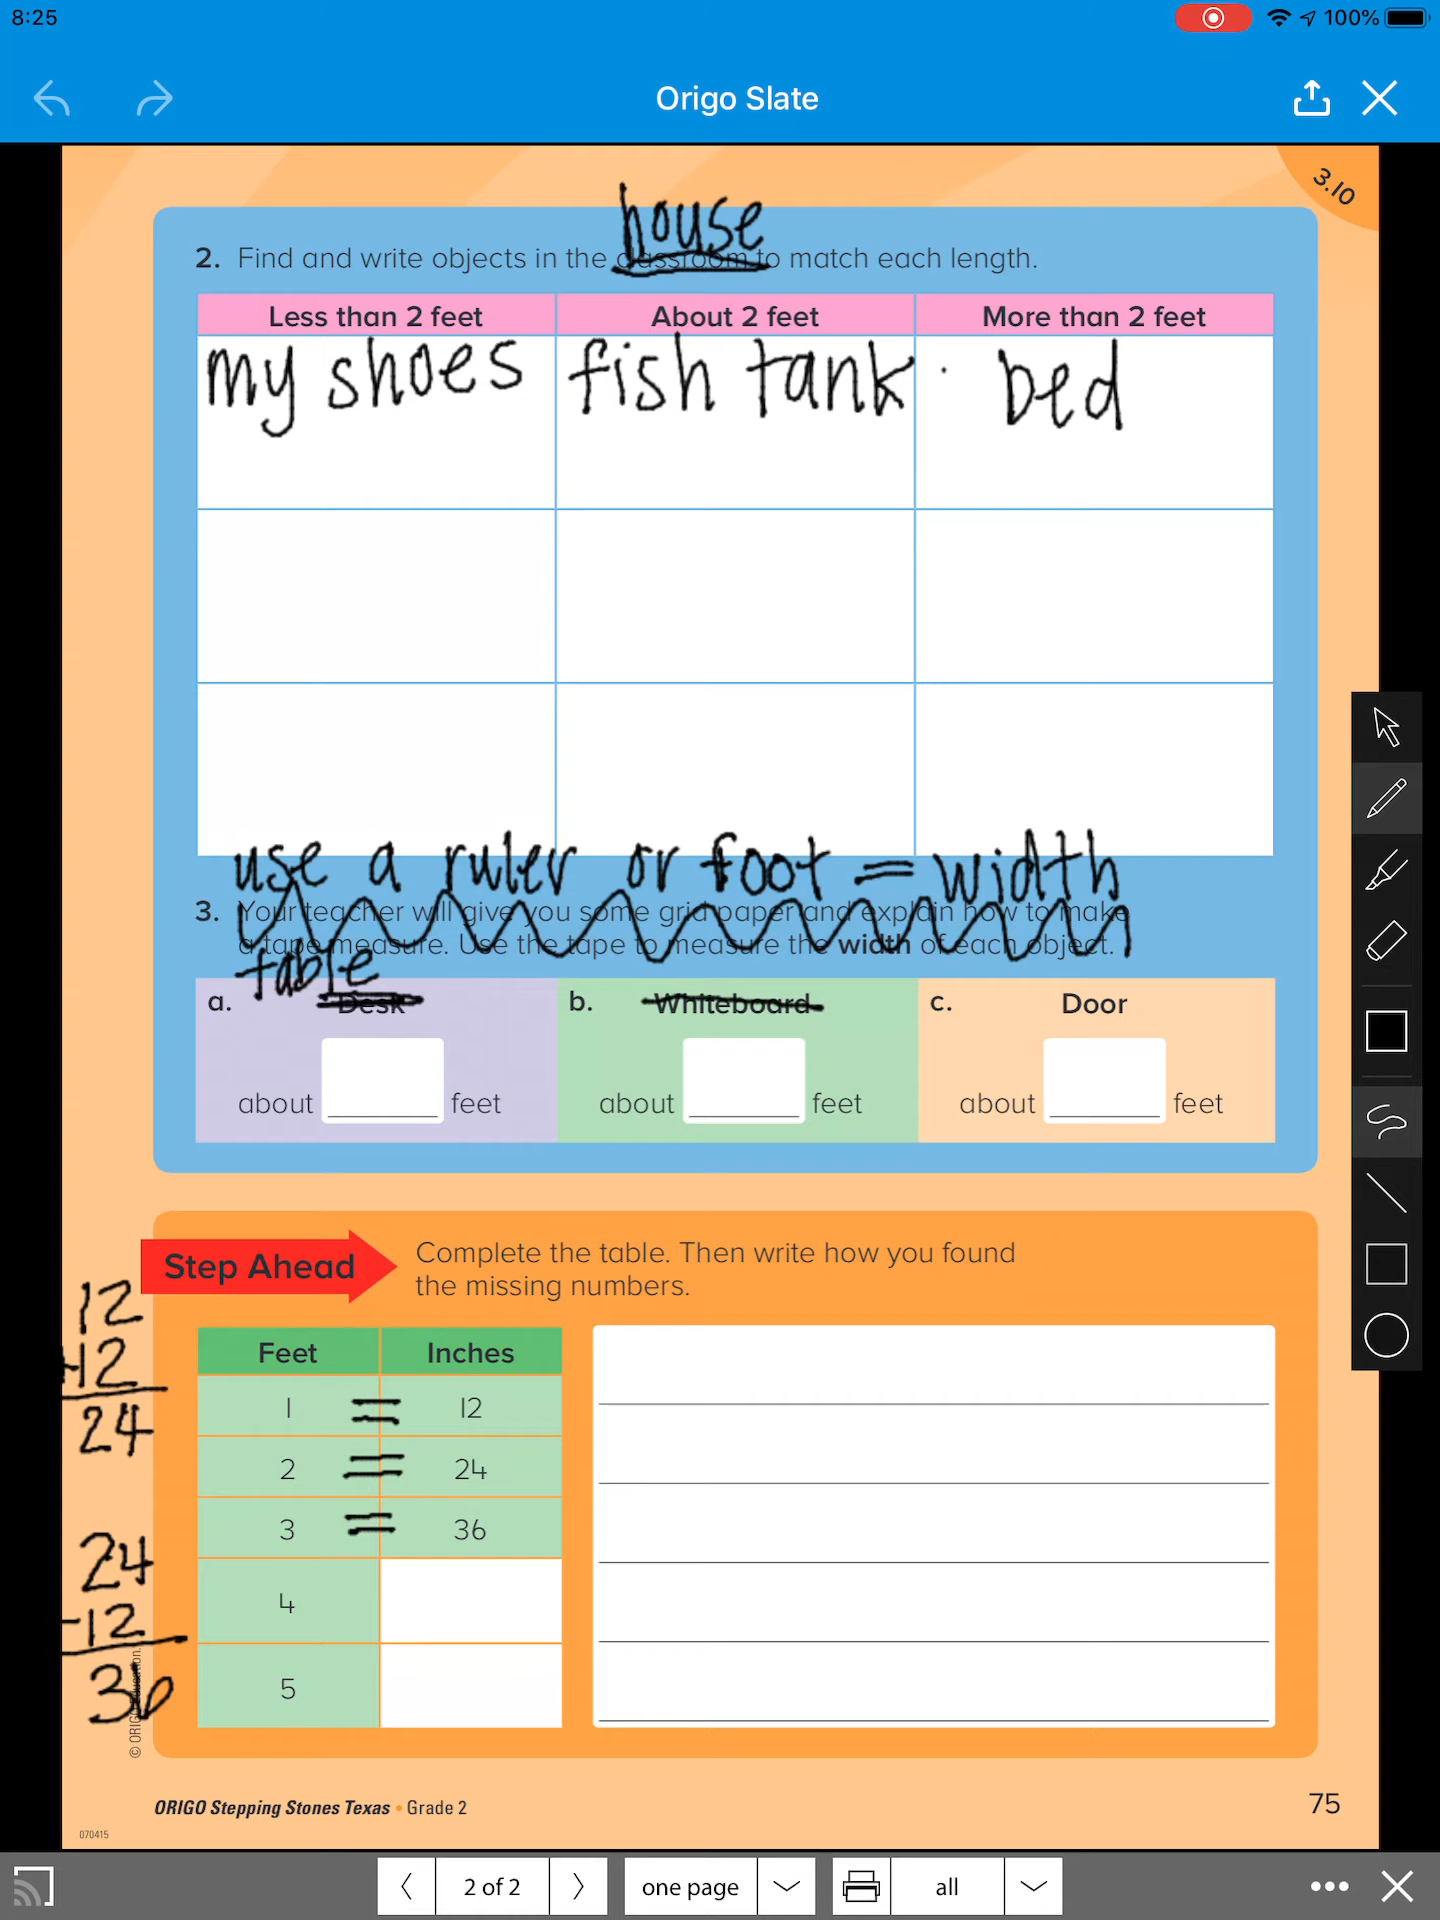 8:25
100%
Origo Slate
3.10
house
2. Find and write objects in the classroom to match each length.
Less than 2 feet About 2 feet More than 2 feet
my shoes fish tank bed
use a ruler or foot = width
3. Your teacher will give you some grid paper and explain how to make
a tape measure. Use the tape to measure the width of each object.
table
a. Desk b. Whiteboard c. Door
about feet about feet about feet
Step Ahead
Complete the table. Then write how you found
the missing numbers.
12
+12
24
24
-12
36
Feet Inches
1 = 12
2 = 24
3 = 36
4
5
© ORIGO Education.
ORIGO Stepping Stones Texas • Grade 2
75
070415
2 of 2
one page
all